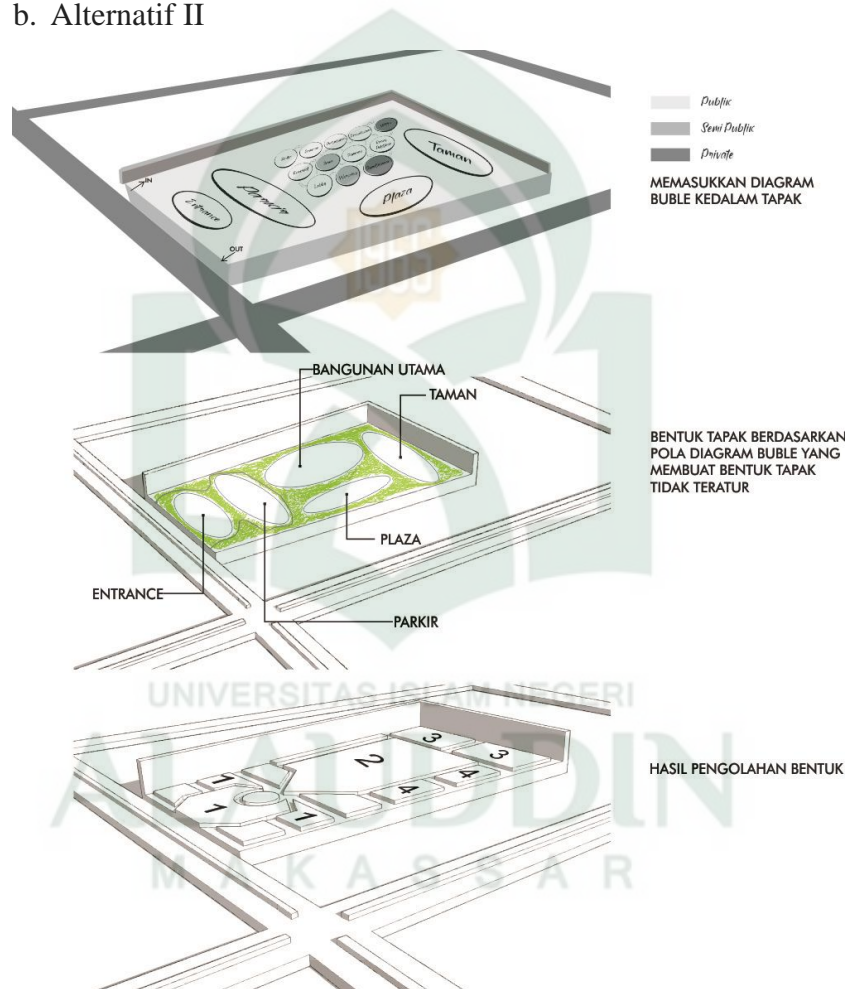 b. Alternatif II
Publik
Semi Publik
Private
MEMASUKKAN DIAGRAM
BUBLE KEDALAM TAPAK
IN
OUT
Entrance
Parkir
Plaza
Taman
Lobby
BANGUNAN UTAMA
TAMAN
PLAZA
ENTRANCE
PARKIR
BENTUK TAPAK BERDASARKAN
POLA DIAGRAM BUBLE YANG
MEMBUAT BENTUK TAPAK
TIDAK TERATUR
1
1
1
2
3
3
4
4
HASIL PENGOLAHAN BENTUK
1965
UNIVERSITAS ISLAM NEGERI
ALAUDDIN
MAKASSAR